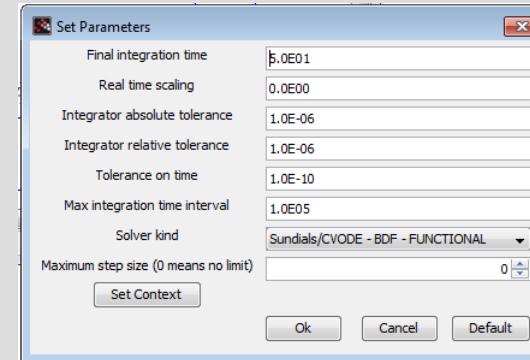 Set Parameters
Final integration time 5.0E01
Real time scaling 0.0E00
Integrator absolute tolerance 1.0E-06
Integrator relative tolerance 1.0E-06
Tolerance on time 1.0E-10
Max integration time interval 1.0E05
Solver kind Sundials/CVODE - BDF - FUNCTIONAL
Maximum step size (0 means no limit) 0
Set Context
Ok Cancel Default